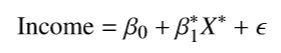 Income = β₀ + β₁*X* + ϵ